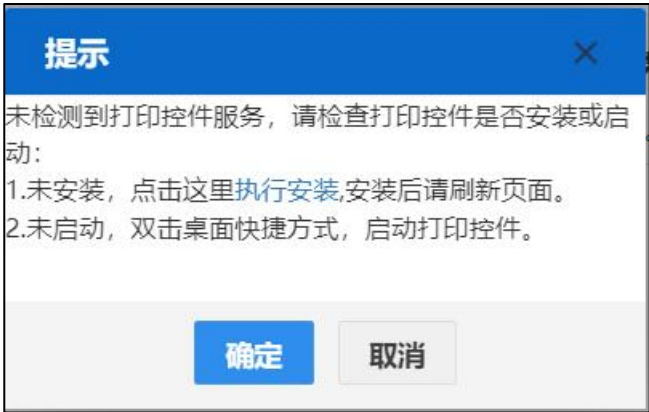 提示
未检测到打印控件服务，请检查打印控件是否安装或启
动：
1.未安装，点击这里执行安装,安装后请刷新页面。
2.未启动，双击桌面快捷方式，启动打印控件。
确定 取消